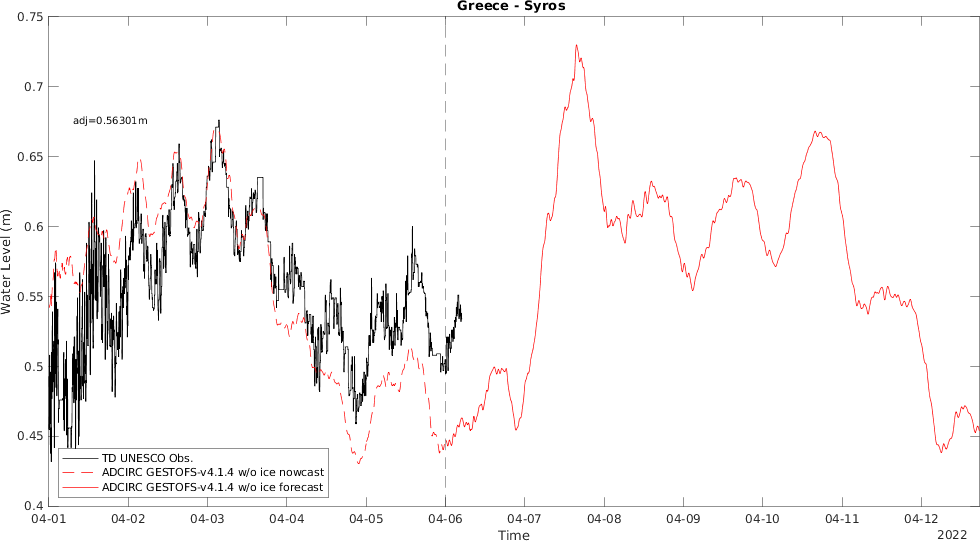 Greece - Syros
0.75
0.7
0.65
0.6
0.55
0.5
0.45
0.4
Water Level (m)
adj=0.56301m
TD UNESCO Obs.
ADCIRC GESTOFS-v4.1.4 w/o ice nowcast
ADCIRC GESTOFS-v4.1.4 w/o ice forecast
04-01 04-02 04-03 04-04 04-05 04-06 04-07 04-08 04-09 04-10 04-11 04-12
2022
Time